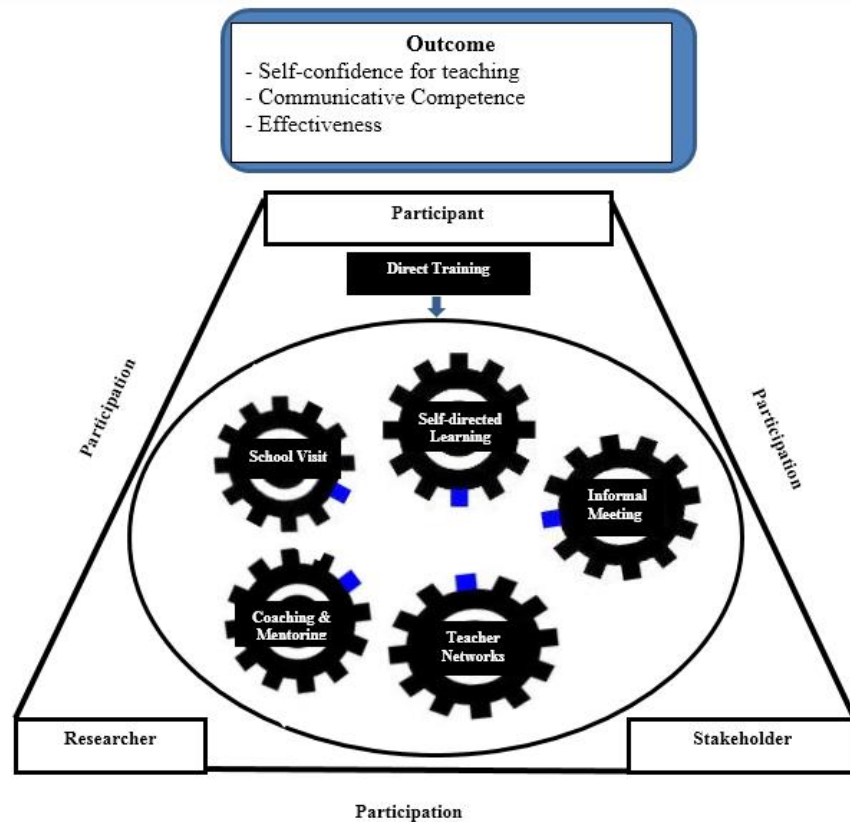 Outcome
- Self-confidence for teaching
- Communicative Competence
- Effectiveness
Participant
Direct Training
Participation
Participation
Self-directed
Learning
School Visit
Informal
Meeting
Coaching &
Mentoring
Teacher
Networks
Researcher
Stakeholder
Participation